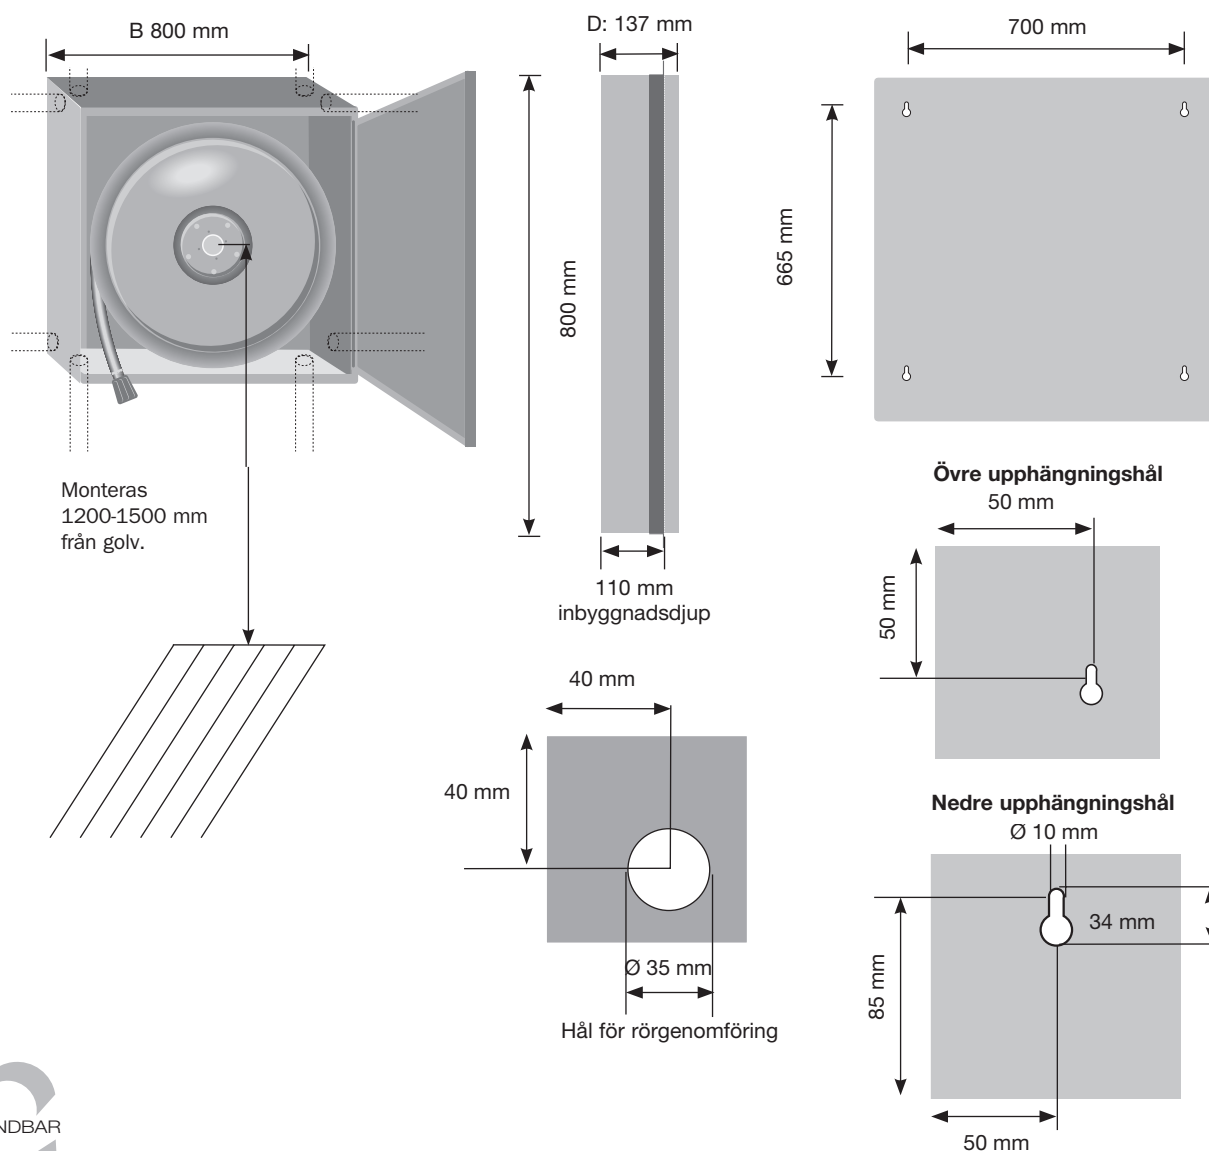 B 800 mm
D: 137 mm
700 mm
800 mm
665 mm
Monteras
1200-1500 mm
från golv.
110 mm
inbyggnadsdjup
Övre upphängningshål
50 mm
50 mm
40 mm
40 mm
Ø 35 mm
Hål för rörgenomföring
Nedre upphängningshål
Ø 10 mm
34 mm
85 mm
50 mm
NDBAR